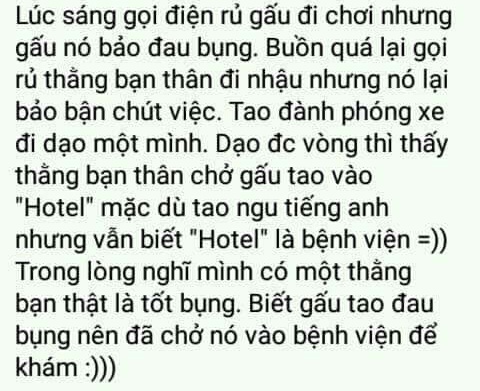 Lúc sáng gọi điện rủ gấu đi chơi nhưng
gấu nó bảo đau bụng. Buồn quá lại gọi
rủ thằng bạn thân đi nhậu nhưng nó lại
bảo bận chút việc. Tao đành phóng xe
đi dạo một mình. Dạo đc vòng thì thấy
thằng bạn thân chở gấu tao vào
"Hotel" mặc dù tao ngu tiếng anh
nhưng vẫn biết "Hotel" là bệnh viện =))
Trong lòng nghĩ mình có một thằng
bạn thật là tốt bụng. Biết gấu tao đau
bụng nên đã chở nó vào bệnh viện để
khám :)))